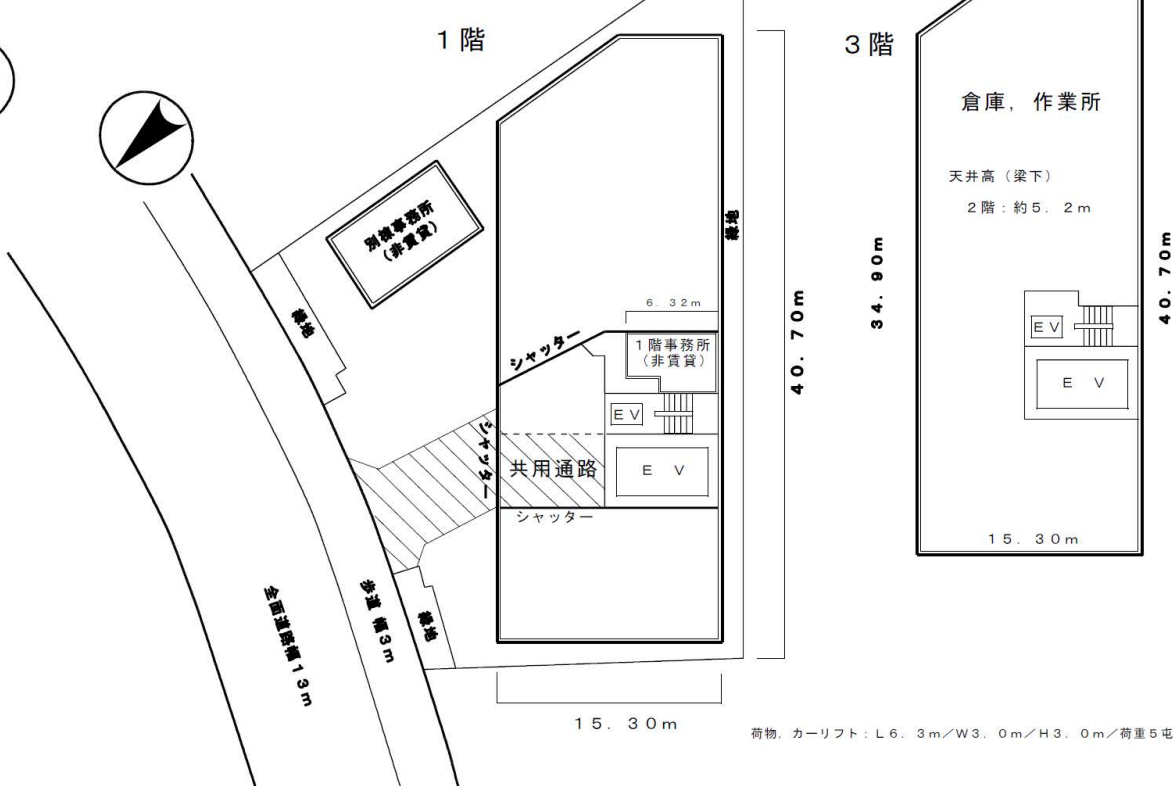 1階
別棟事務所
（非賃貸）
緑地
緑地
6．32m
シャッター
1階事務所
（非賃貸）
EV
シャッター
共用通路
E V
シャッター
40．70m
全面道路幅13m
歩道 幅3m
緑地
15．30m
3階
倉庫，作業所
天井高（梁下）
2階：約5．2m
34．90m
40．70m
EV
E V
15．30m
荷物，カーリフト：L6．3m／W3．0m／H3．0m／荷重5屯